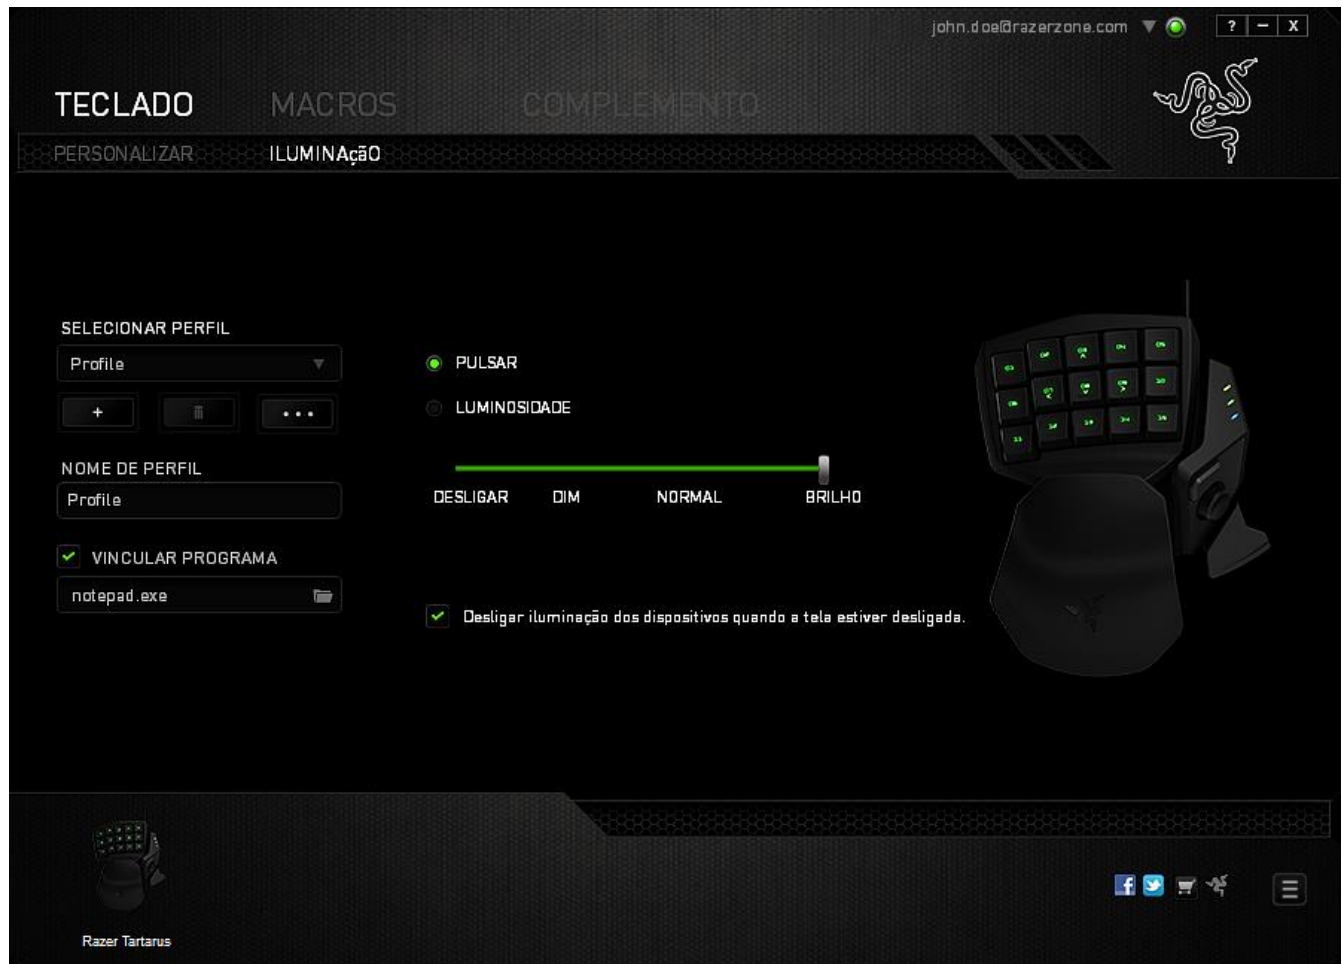 john.doe@razerzone.com
? – X
TECLADO MACROS COMPLEMENTO
PERSONALIZAR ILUMINAçãO
SELECIONAR PERFIL
Profile
+ ...
NOME DE PERFIL
Profile
VINCULAR PROGRAMA
notepad.exe
PULSAR
LUMINOSIDADE
DESLIGAR DIM NORMAL BRILHO
Desligar iluminação dos dispositivos quando a tela estiver desligada.
Razer Tartarus